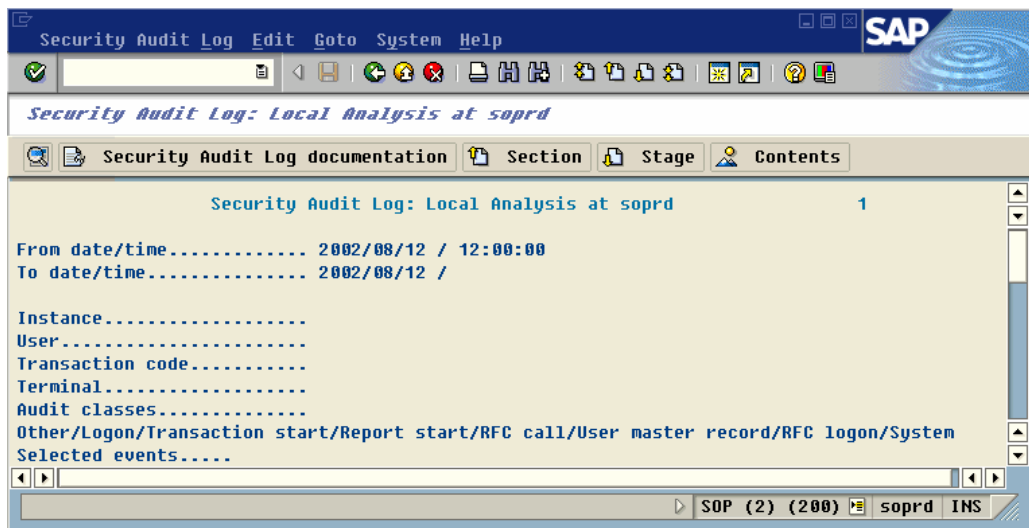 Security Audit Log Edit Goto System Help
SAP
Security Audit Log: Local Analysis at soprd
Security Audit Log documentation Section Stage Contents
Security Audit Log: Local Analysis at soprd 1
From date/time............. 2002/08/12 / 12:00:00
To date/time............... 2002/08/12 /
Instance...................
User.......................
Transaction code...........
Terminal...................
Audit classes..............
Other/Logon/Transaction start/Report start/RFC call/User master record/RFC logon/System
Selected events.....
SOP (2) (200) soprd INS